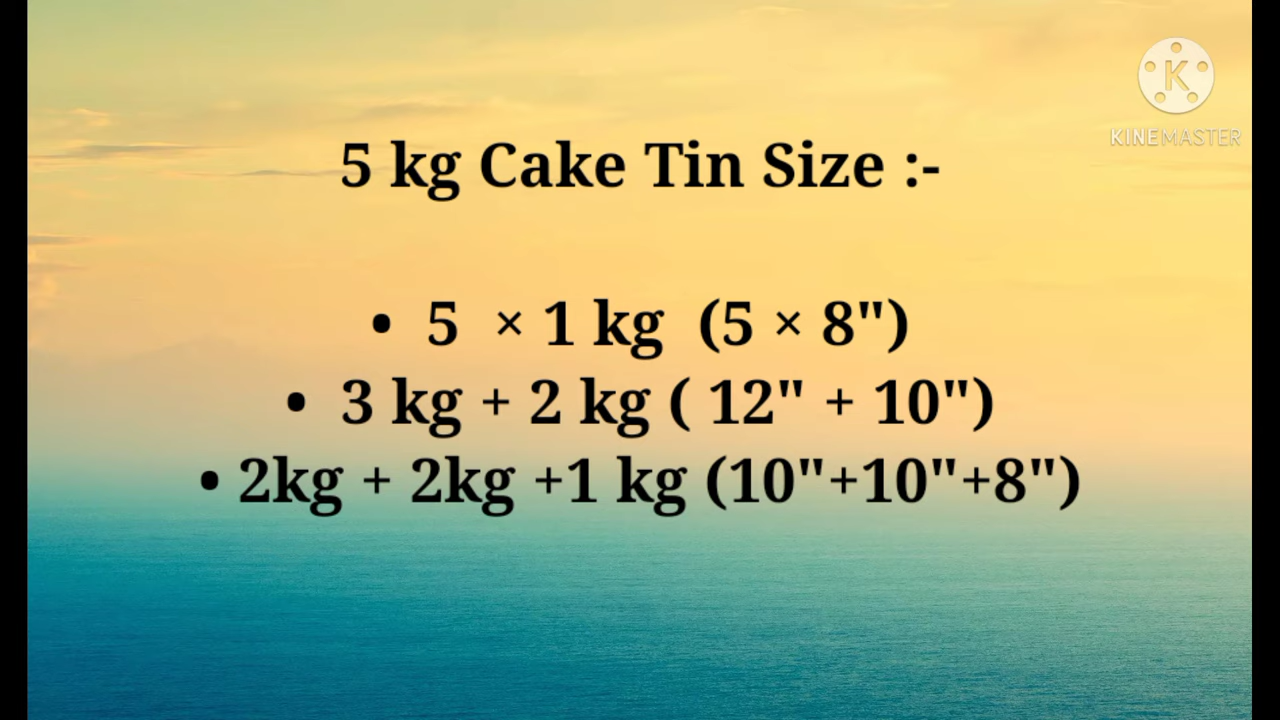 KINEMASTER
5 kg Cake Tin Size :-
• 5 × 1 kg (5 × 8")
• 3 kg + 2 kg ( 12" + 10")
• 2kg + 2kg +1 kg (10"+10"+8")